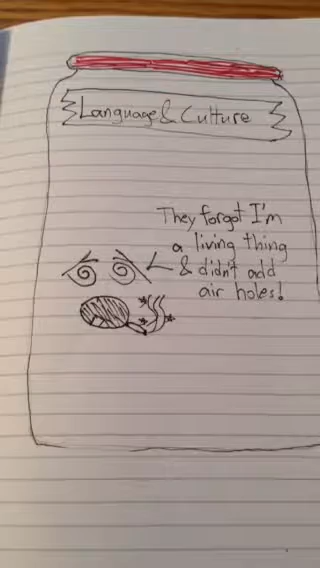 Language & Culture
They forgot I'm
a living thing
& didn't add
air holes!